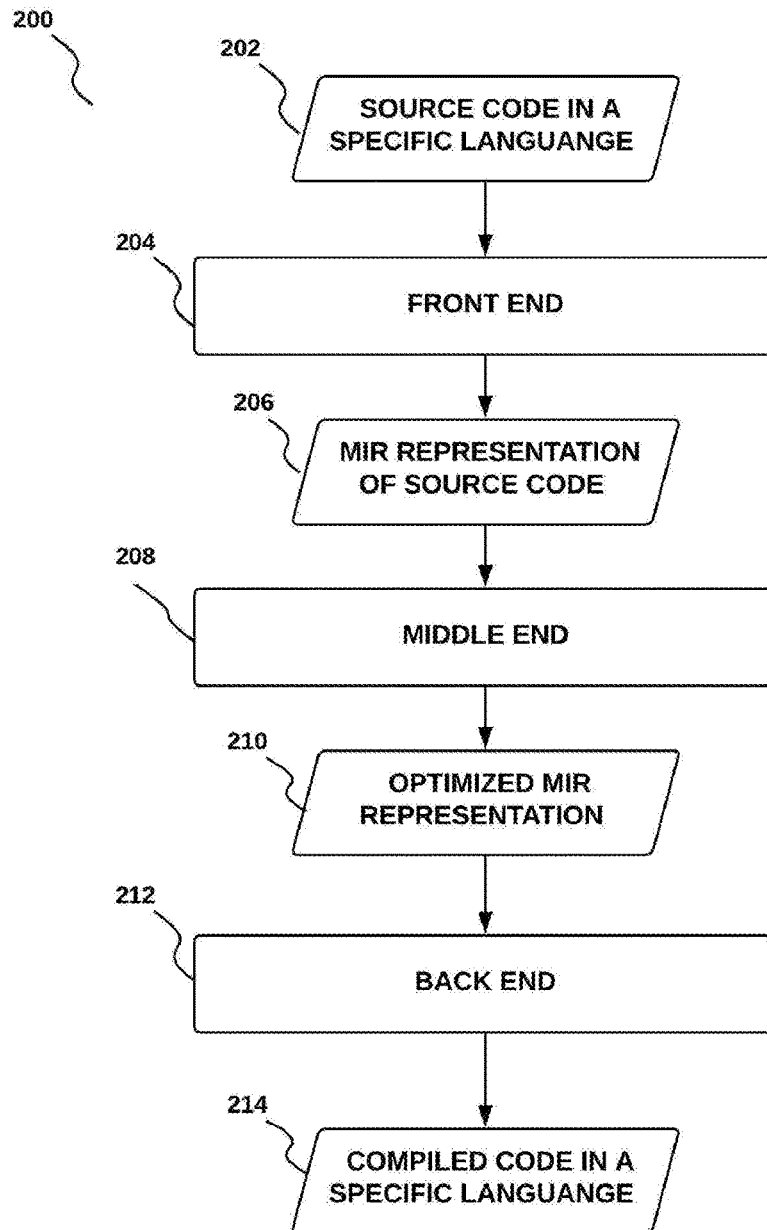 200
202
SOURCE CODE IN A
SPECIFIC LANGUANGE
204
FRONT END
206
MIR REPRESENTATION
OF SOURCE CODE
208
MIDDLE END
210
OPTIMIZED MIR
REPRESENTATION
212
BACK END
214
COMPILED CODE IN A
SPECIFIC LANGUANGE